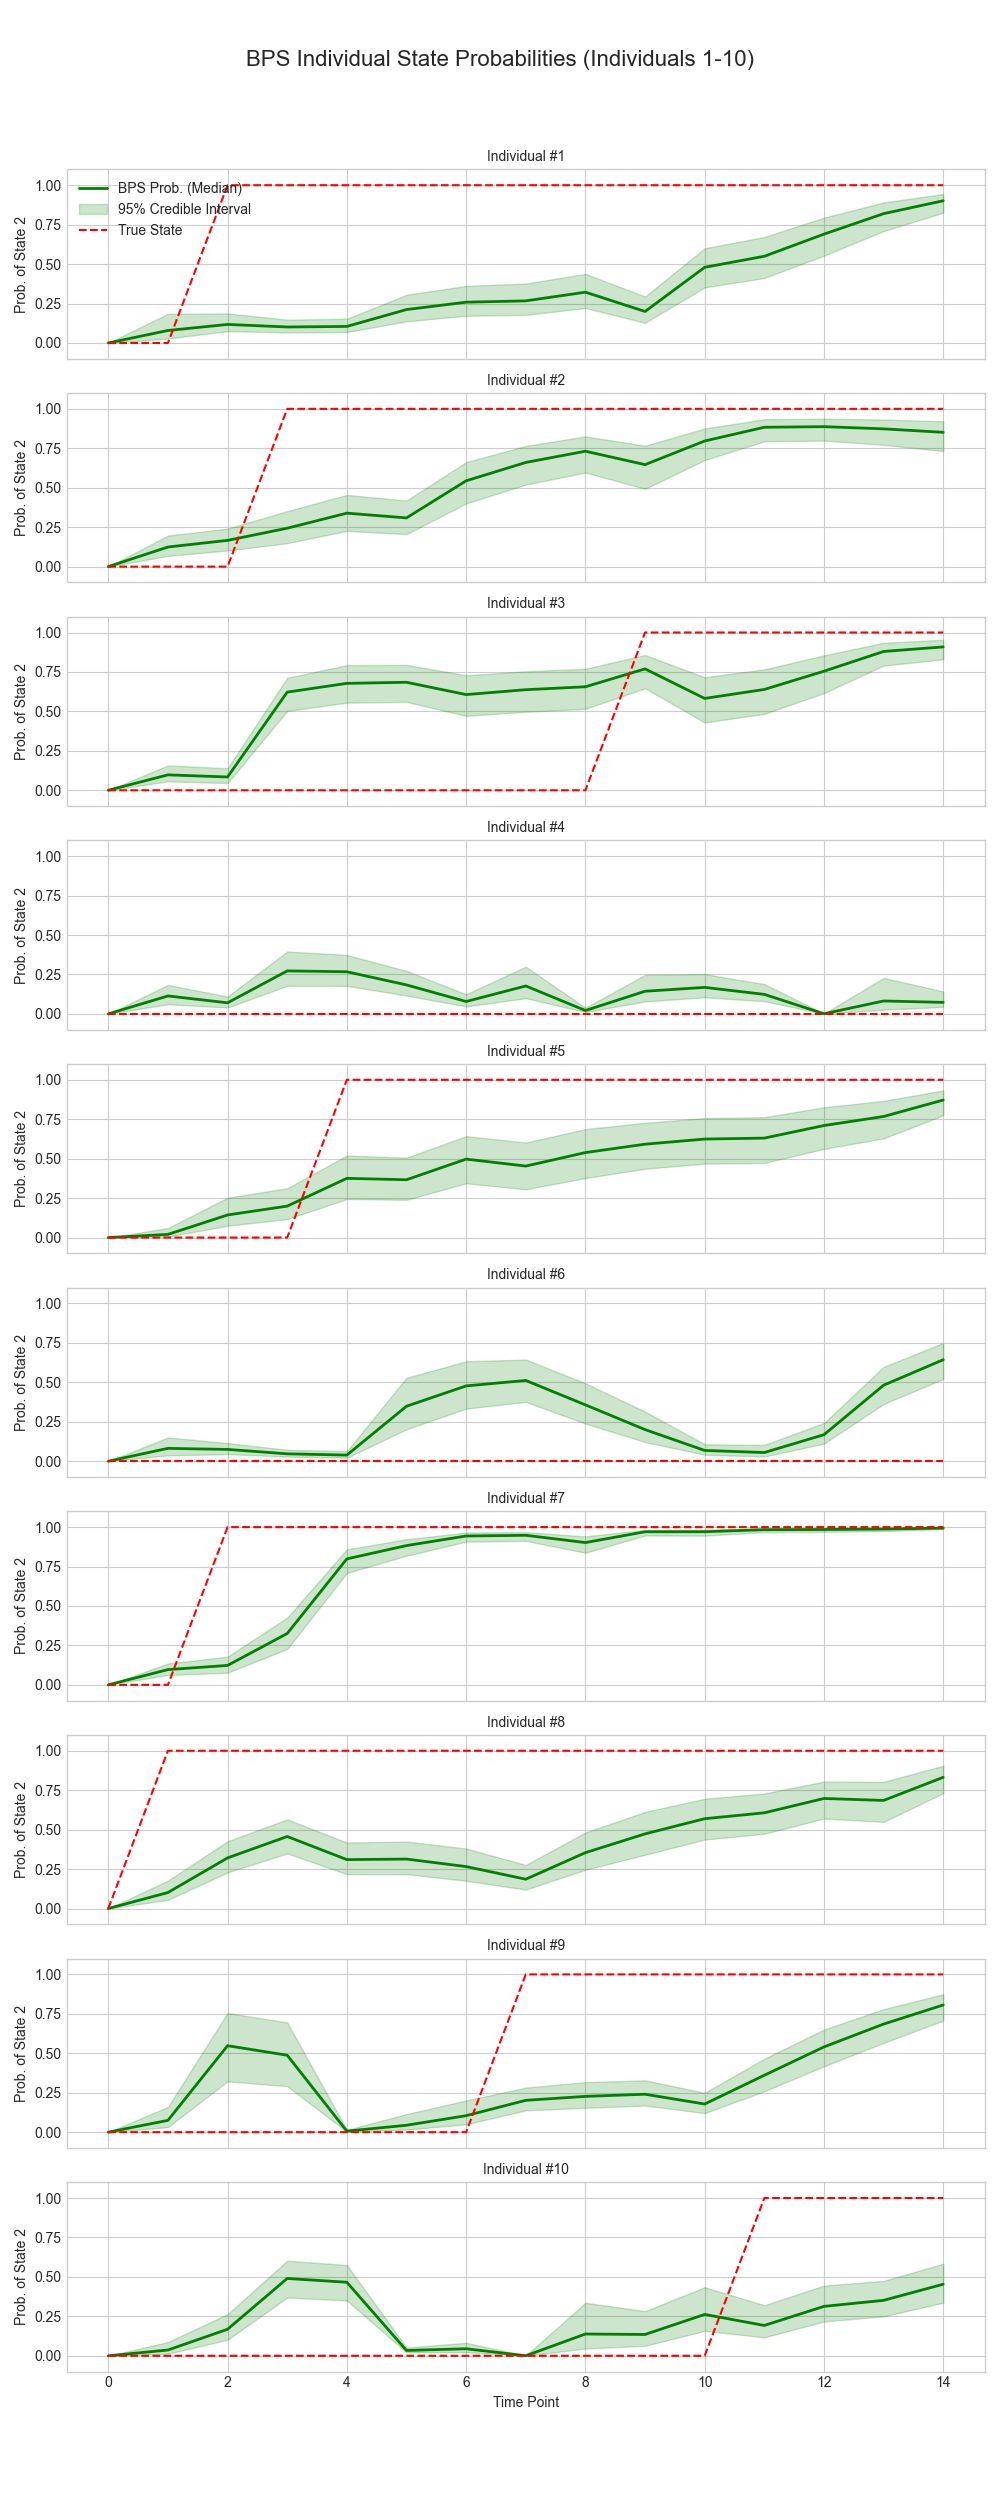 BPS Individual State Probabilities (Individuals 1-10)
Individual #1
1.00
0.75
0.50
0.25
0.00
Prob. of State 2
BPS Prob. (Median)
95% Credible Interval
True State
Individual #2
1.00
0.75
0.50
0.25
0.00
Prob. of State 2
Individual #3
1.00
0.75
0.50
0.25
0.00
Prob. of State 2
Individual #4
1.00
0.75
0.50
0.25
0.00
Prob. of State 2
Individual #5
1.00
0.75
0.50
0.25
0.00
Prob. of State 2
Individual #6
1.00
0.75
0.50
0.25
0.00
Prob. of State 2
Individual #7
1.00
0.75
0.50
0.25
0.00
Prob. of State 2
Individual #8
1.00
0.75
0.50
0.25
0.00
Prob. of State 2
Individual #9
1.00
0.75
0.50
0.25
0.00
Prob. of State 2
Individual #10
1.00
0.75
0.50
0.25
0.00
Prob. of State 2
0 2 4 6 8 10 12 14
Time Point